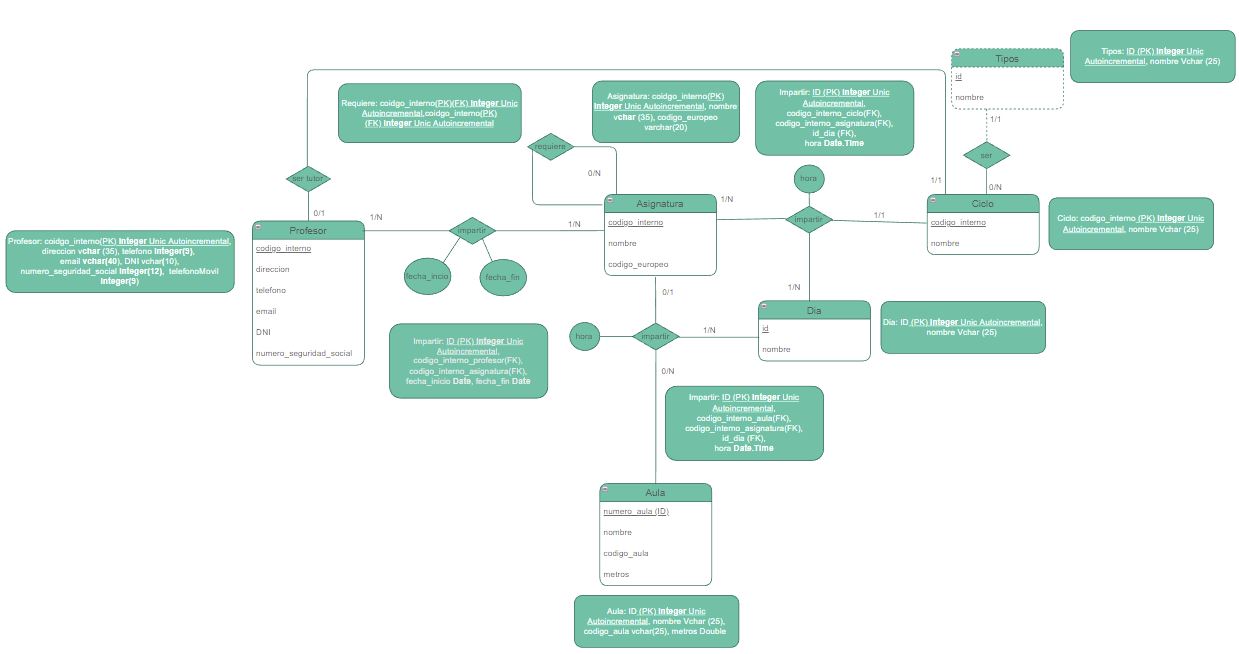 Tipos
id
nombre
Tipos: ID (PK) Integer Unic
Autoincremental, nombre Vchar (25)
Requiere: coidgo_interno(PK)(FK) Integer Unic
Autoincremental,coidgo_interno(PK)
(FK) Integer Unic Autoincremental
Asignatura: coidgo_interno(PK)
Integer Unic Autoincremental, nombre
vchar (35), codigo_europeo
varchar(20)
Impartir: ID (PK) Integer Unic
Autoincremental,
codigo_interno_ciclo(FK),
codigo_interno_asignatura(FK),
id_dia (FK),
hora Date.Time
1/1
requiere
ser
0/N
hora
ser tutor
1/1
0/N
0/1
1/N
Profesor
codigo_interno
direccion
telefono
email
DNI
numero_seguridad_social
Profesor: coidgo_interno(PK) Integer Unic Autoincremental,
direccion vchar (35), telefono Integer(9),
email vchar(40), DNI vchar(10),
numero_seguridad_social Integer(12), telefonoMovil
Integer(9)
impartir
fecha_incio
fecha_fin
1/N
Asignatura
codigo_interno
nombre
codigo_europeo
1/N
impartir
1/1
Ciclo
codigo_interno
nombre
Ciclo: codigo_interno (PK) Integer Unic
Autoincremental, nombre Vchar (25)
1/N
0/1
Dia
id
nombre
Dia: ID (PK) Integer Unic Autoincremental,
nombre Vchar (25)
hora
impartir
1/N
Impartir: ID (PK) Integer Unic
Autoincremental,
codigo_interno_profesor(FK),
codigo_interno_asignatura(FK),
fecha_inicio Date, fecha_fin Date
0/N
Impartir: ID (PK) Integer Unic
Autoincremental,
codigo_interno_aula(FK),
codigo_interno_asignatura(FK),
id_dia (FK),
hora Date.Time
Aula
numero_aula (ID)
nombre
codigo_aula
metros
Aula: ID (PK) Integer Unic
Autoincremental, nombre Vchar (25),
codigo_aula vchar(25), metros Double